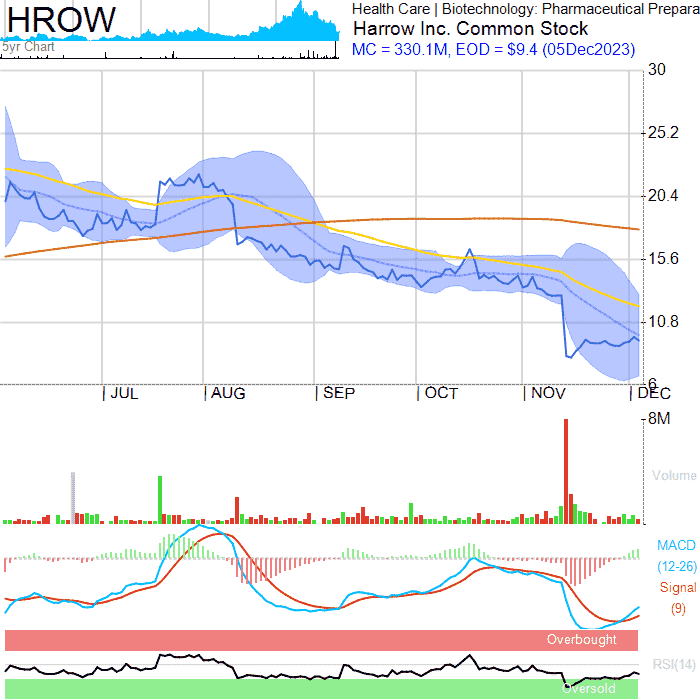 HROW
5yr Chart
Health Care | Biotechnology: Pharmaceutical Prepara
Harrow Inc. Common Stock
MC = 330.1M, EOD = $9.4 (05Dec2023)
30
25.2
20.4
15.6
10.8
6
JUL
AUG
SEP
OCT
NOV
DEC
8M
Volume
MACD
(12-26)
Signal
(9)
Overbought
RSI(14)
Oversold